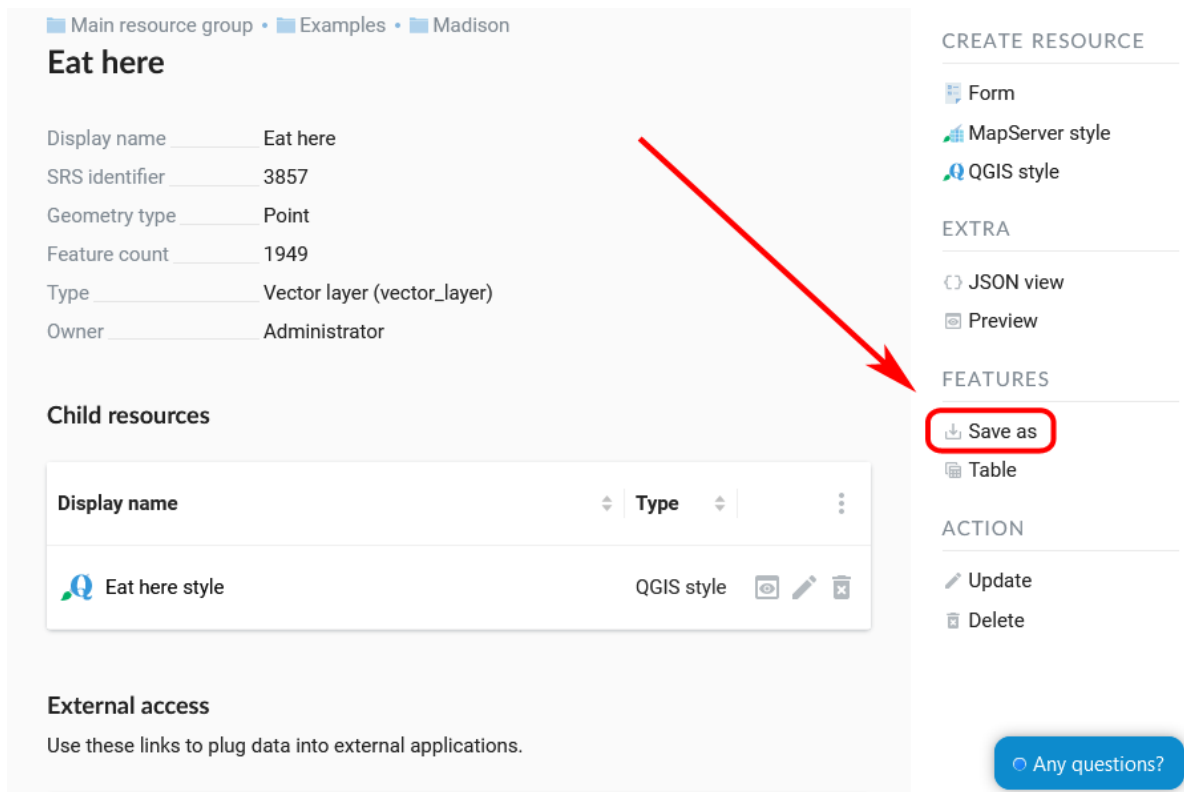 Main resource group • Examples • Madison
Eat here
Display name Eat here
SRS identifier 3857
Geometry type Point
Feature count 1949
Type Vector layer (vector_layer)
Owner Administrator
Child resources
Display name Type
Eat here style QGIS style
External access
Use these links to plug data into external applications.
CREATE RESOURCE
Form
MapServer style
QGIS style
EXTRA
JSON view
Preview
FEATURES
Save as
Table
ACTION
Update
Delete
Any questions?